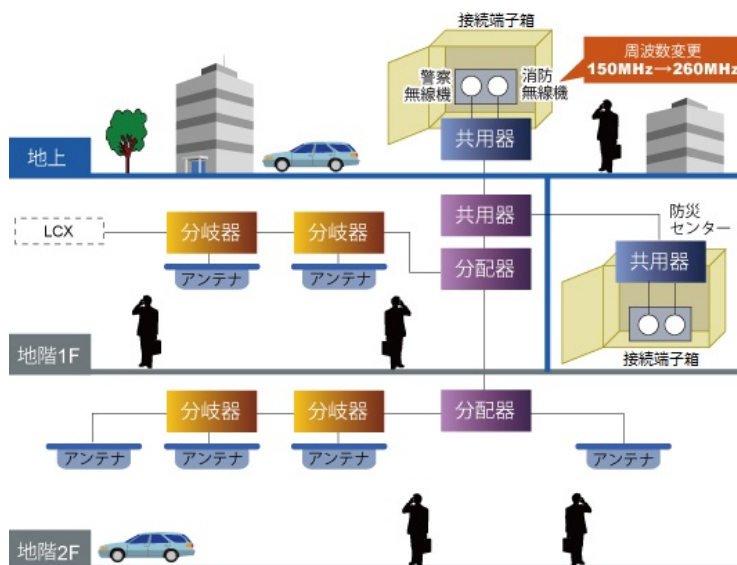 接続端子箱
周波数変更
150MHz→260MHz
警察
無線機
消防
無線機
共用器
地上
LCX
分岐器
分岐器
共用器
防災
センター
アンテナ
アンテナ
分配器
共用器
地階1F
接続端子箱
分岐器
分岐器
分配器
アンテナ
アンテナ
アンテナ
アンテナ
地階2F